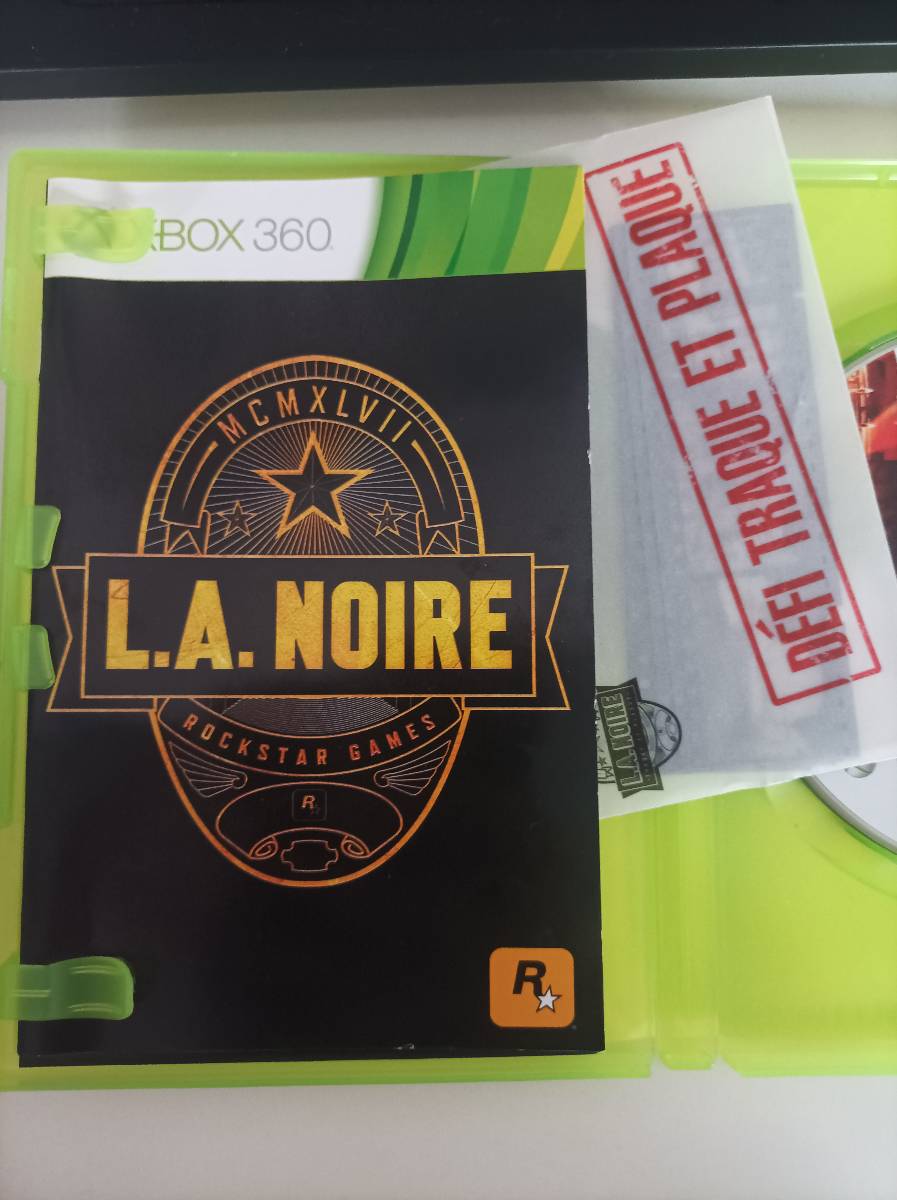 XBOX 360
MCMXLVII
L.A. NOIRE
ROCKSTAR GAMES
R
R
DÉFI TRAQUE ET PLAQUE
L.A. NOIRE